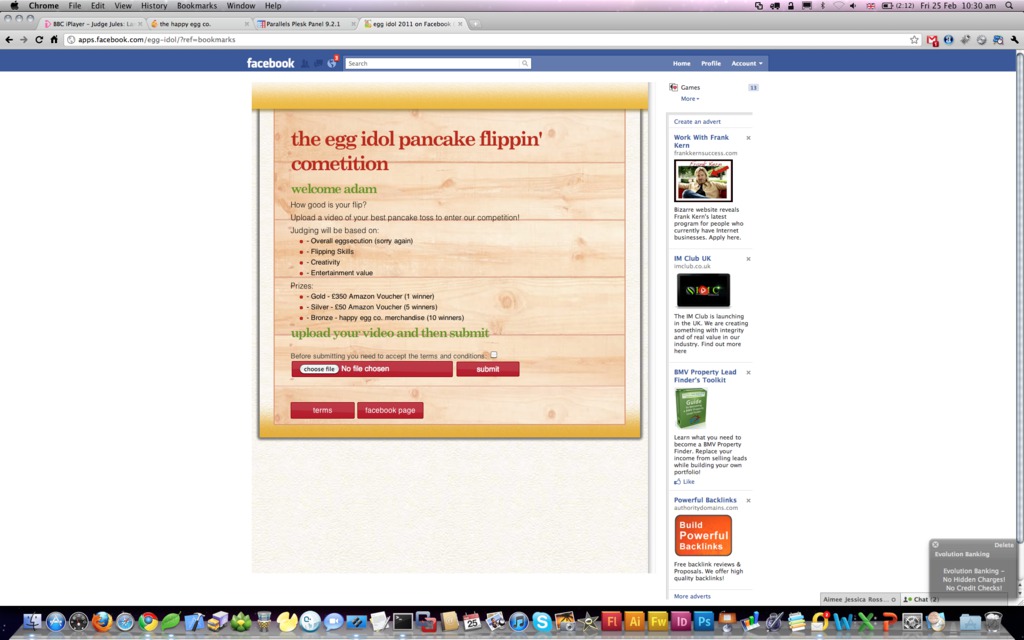 Chrome File Edit View History Bookmarks Window Help
(2:12) Fri 25 Feb 10:30 am
BBC iPlayer - Judge Jules: L
the happy egg co.
Parallels Plesk Panel 9.2.1
egg idol 2011 on Facebook
apps.facebook.com/egg-idol/?ref=bookmarks
facebook
Search
Home Profile Account
Games 13
More
Create an advert
the egg idol pancake flippin'
cometition
welcome adam
How good is your flip?
Upload a video of your best pancake toss to enter our competition!
Judging will be based on:
- Overall eggsecution (sorry again)
- Flipping Skills
- Creativity
- Entertainment value
Prizes:
- Gold - £350 Amazon Voucher (1 winner)
- Silver - £50 Amazon Voucher (5 winners)
- Bronze - happy egg co. merchandise (10 winners)
upload your video and then submit
Before submitting you need to accept the terms and conditions
choose file No file chosen
submit
terms
facebook page
Work With Frank
Kern
frankkernsuccess.com
Frank Kern
Bizarre website reveals
Frank Kern's latest
program for people who
currently have Internet
businesses. Apply here.
IM Club UK
imclub.co.uk
The IM Club is launching
in the UK. We are creating
something with integrity
and of real value in our
industry. Find out more
here
BMV Property Lead
Finder's Toolkit
Guide
Learn what you need to
become a BMV Property
Finder. Replace your
income from selling leads
while building your own
portfolio!
Like
Powerful Backlinks
authoritydomains.com
Build
Powerful
Backlinks
Free backlink reviews &
Proposals. We offer high
quality backlinks!
More adverts
Delete
Evolution Banking
Evolution Banking -
No Hidden Charges!
No Credit Checks!
Aimee Jessica Ross...
Chat
25
Fl Ai Fw Id Ps